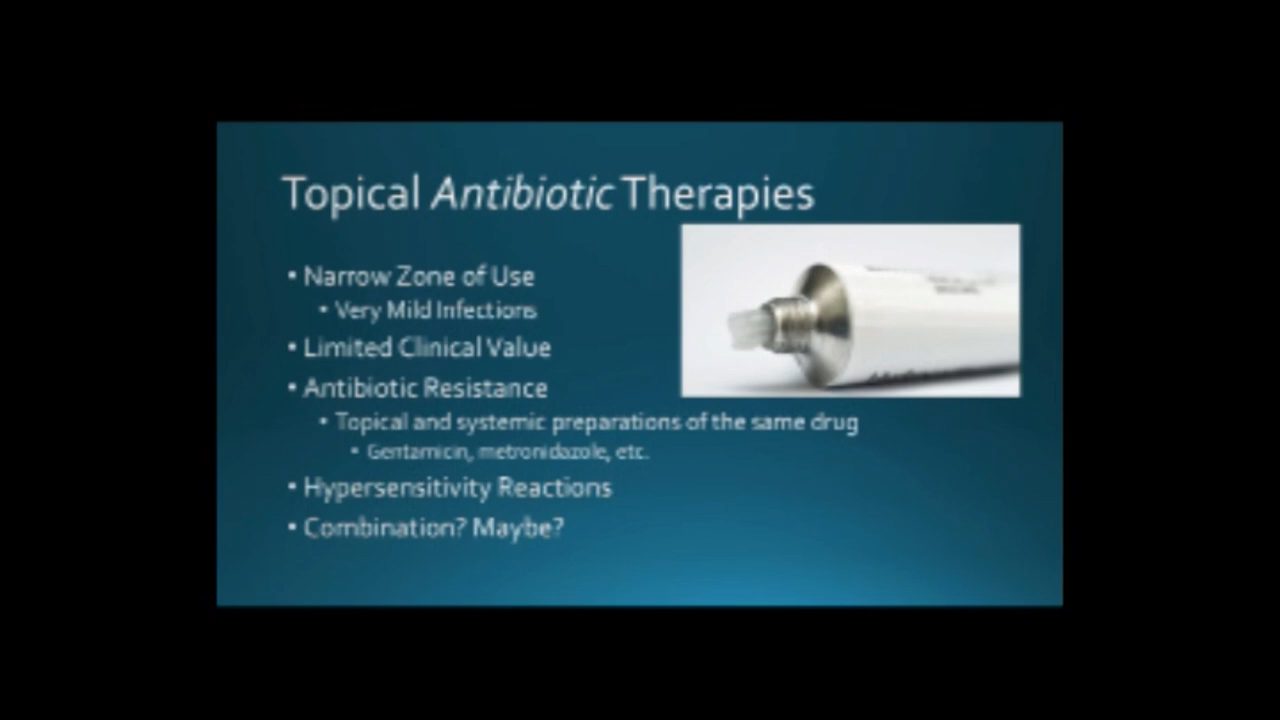 Topical Antibiotic Therapies
• Narrow Zone of Use
• Very Mild Infections
• Limited Clinical Value
• Antibiotic Resistance
• Topical and systemic preparations of the same drug
• Gentamicin, metronidazole, etc.
• Hypersensitivity Reactions
• Combination? Maybe?